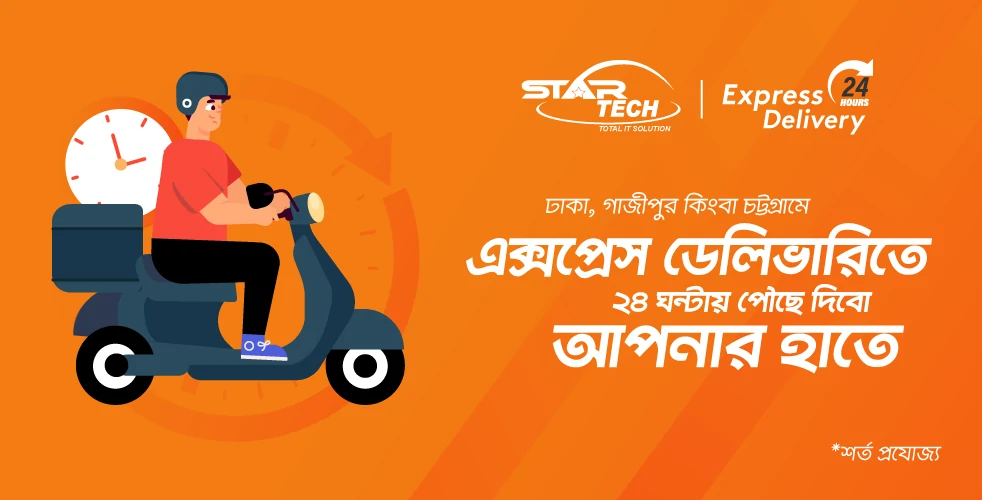 STAR
TECH
TOTAL IT SOLUTION
Express
Delivery
24
HOURS
ঢাকা, গাজীপুর কিংবা চট্টগ্রামে
এক্সপ্রেস ডেলিভারিতে
২৪ ঘন্টায় পৌছে দিবো
আপনার হাতে
*শর্ত প্রযোজ্য